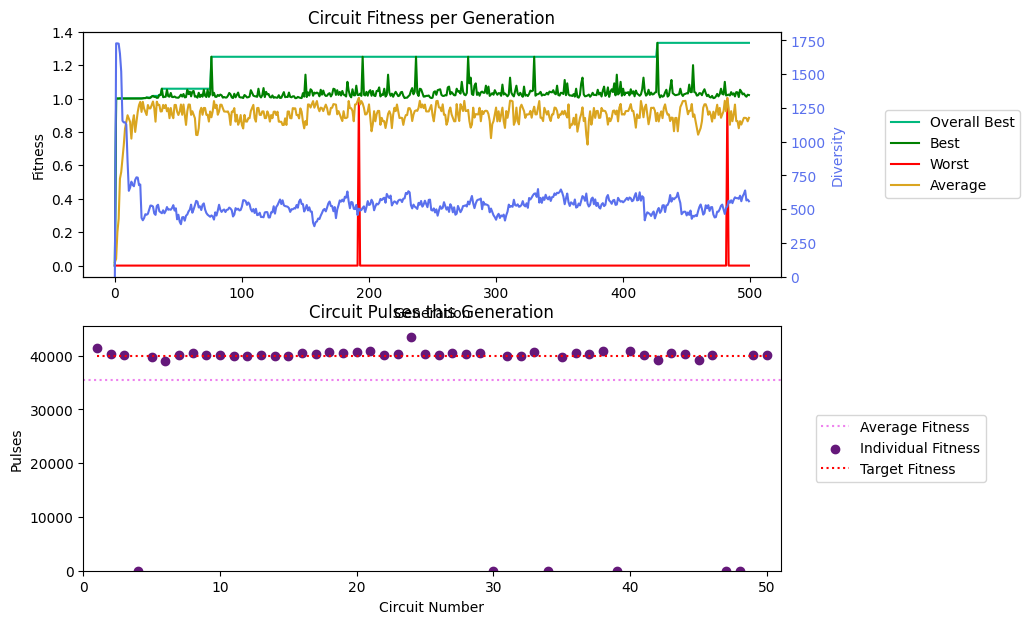 Circuit Fitness per Generation
1.4
1.2
1.0
0.8
0.6
0.4
0.2
0.0
Fitness
1750
1500
1250
1000
750
500
250
0
Diversity
Overall Best
Best
Worst
Average
0 100 200 300 400 500
Generation
Circuit Pulses this Generation
40000
30000
20000
10000
0
Pulses
Average Fitness
Individual Fitness
Target Fitness
0 10 20 30 40 50
Circuit Number